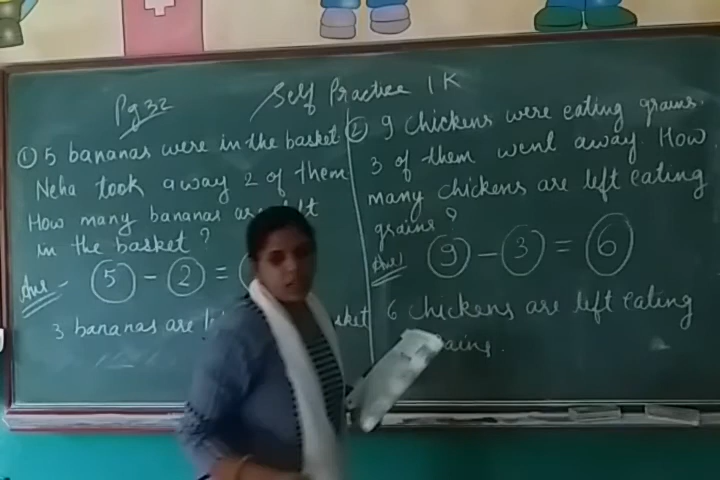 Pg 32
Self Practice 1K
① 5 bananas were in the basket
Neha took away 2 of them
How many bananas are left
in the basket ?
Ans :- 5 - 2 =
3 bananas are
② 9 chickens were eating grains.
3 of them went away. How
many chickens are left eating
grains ?
Ans! 9 - 3 = 6
6 chickens are left eating